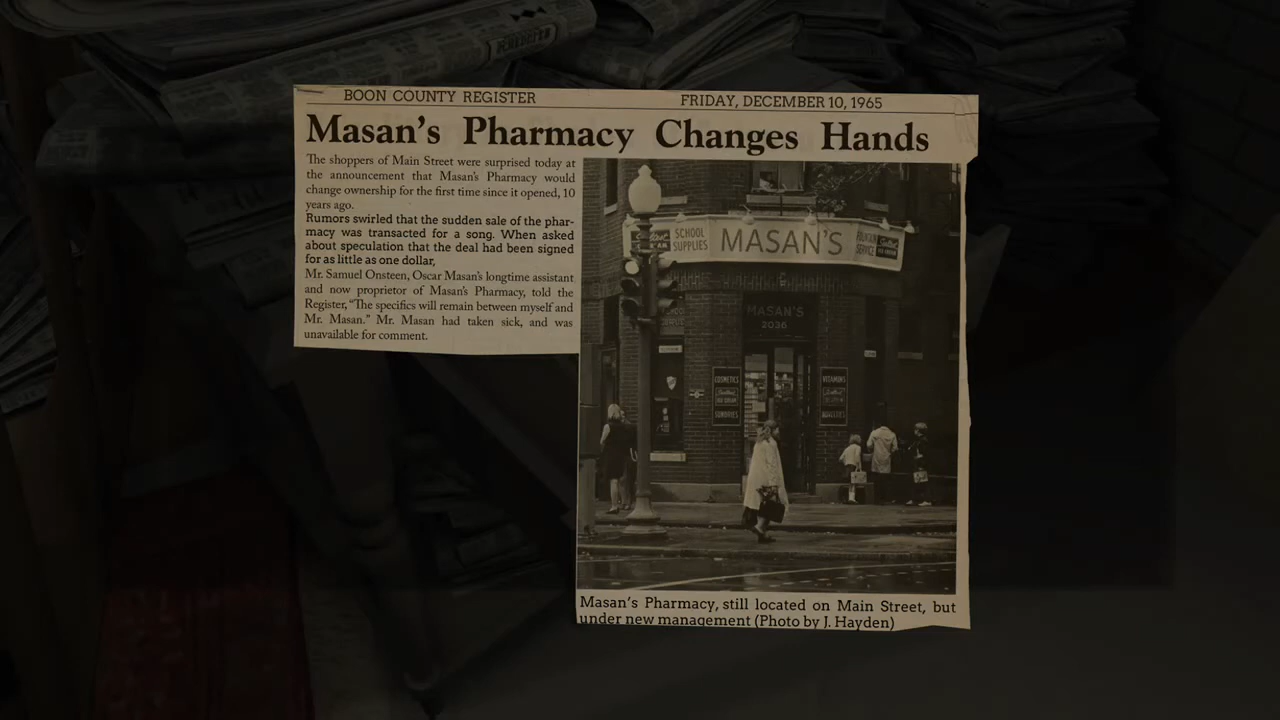 BOON COUNTY REGISTER FRIDAY, DECEMBER 10, 1965
Masan's Pharmacy Changes Hands
The shoppers of Main Street were surprised today at
the announcement that Masan's Pharmacy would
change ownership for the first time since it opened, 10
years ago.
Rumors swirled that the sudden sale of the phar-
macy was transacted for a song. When asked
about speculation that the deal had been signed
for as little as one dollar,
Mr. Samuel Onsteen, Oscar Masan's longtime assistant
and now proprietor of Masan's Pharmacy, told the
Register, "The specifics will remain between myself and
Mr. Masan." Mr. Masan had taken sick, and was
unavailable for comment.
SCHOOL
SUPPLIES
MASAN'S
FOUNTAIN
SERVICE
MASAN'S
2036
COSMETICS
SUNDRIES
VITAMINS
Masan's Pharmacy, still located on Main Street, but
under new management (Photo by J. Hayden)